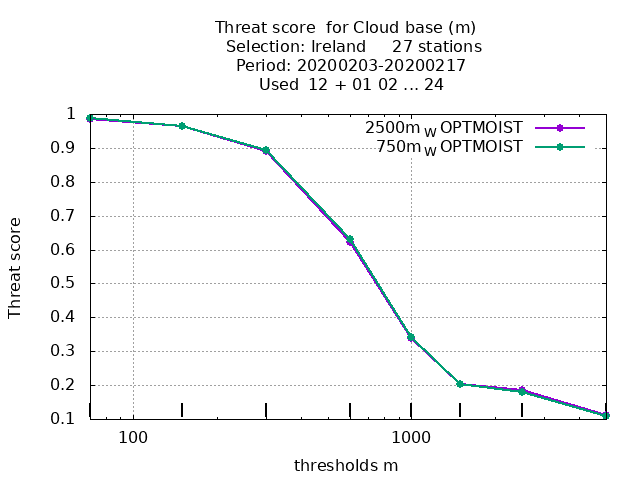 Threat score for Cloud base (m)
Selection: Ireland 27 stations
Period: 20200203-20200217
Used 12 + 01 02 ... 24
2500m W OPTMOIST
750m W OPTMOIST
Threat score
1
0.9
0.8
0.7
0.6
0.5
0.4
0.3
0.2
0.1
100 1000
thresholds m